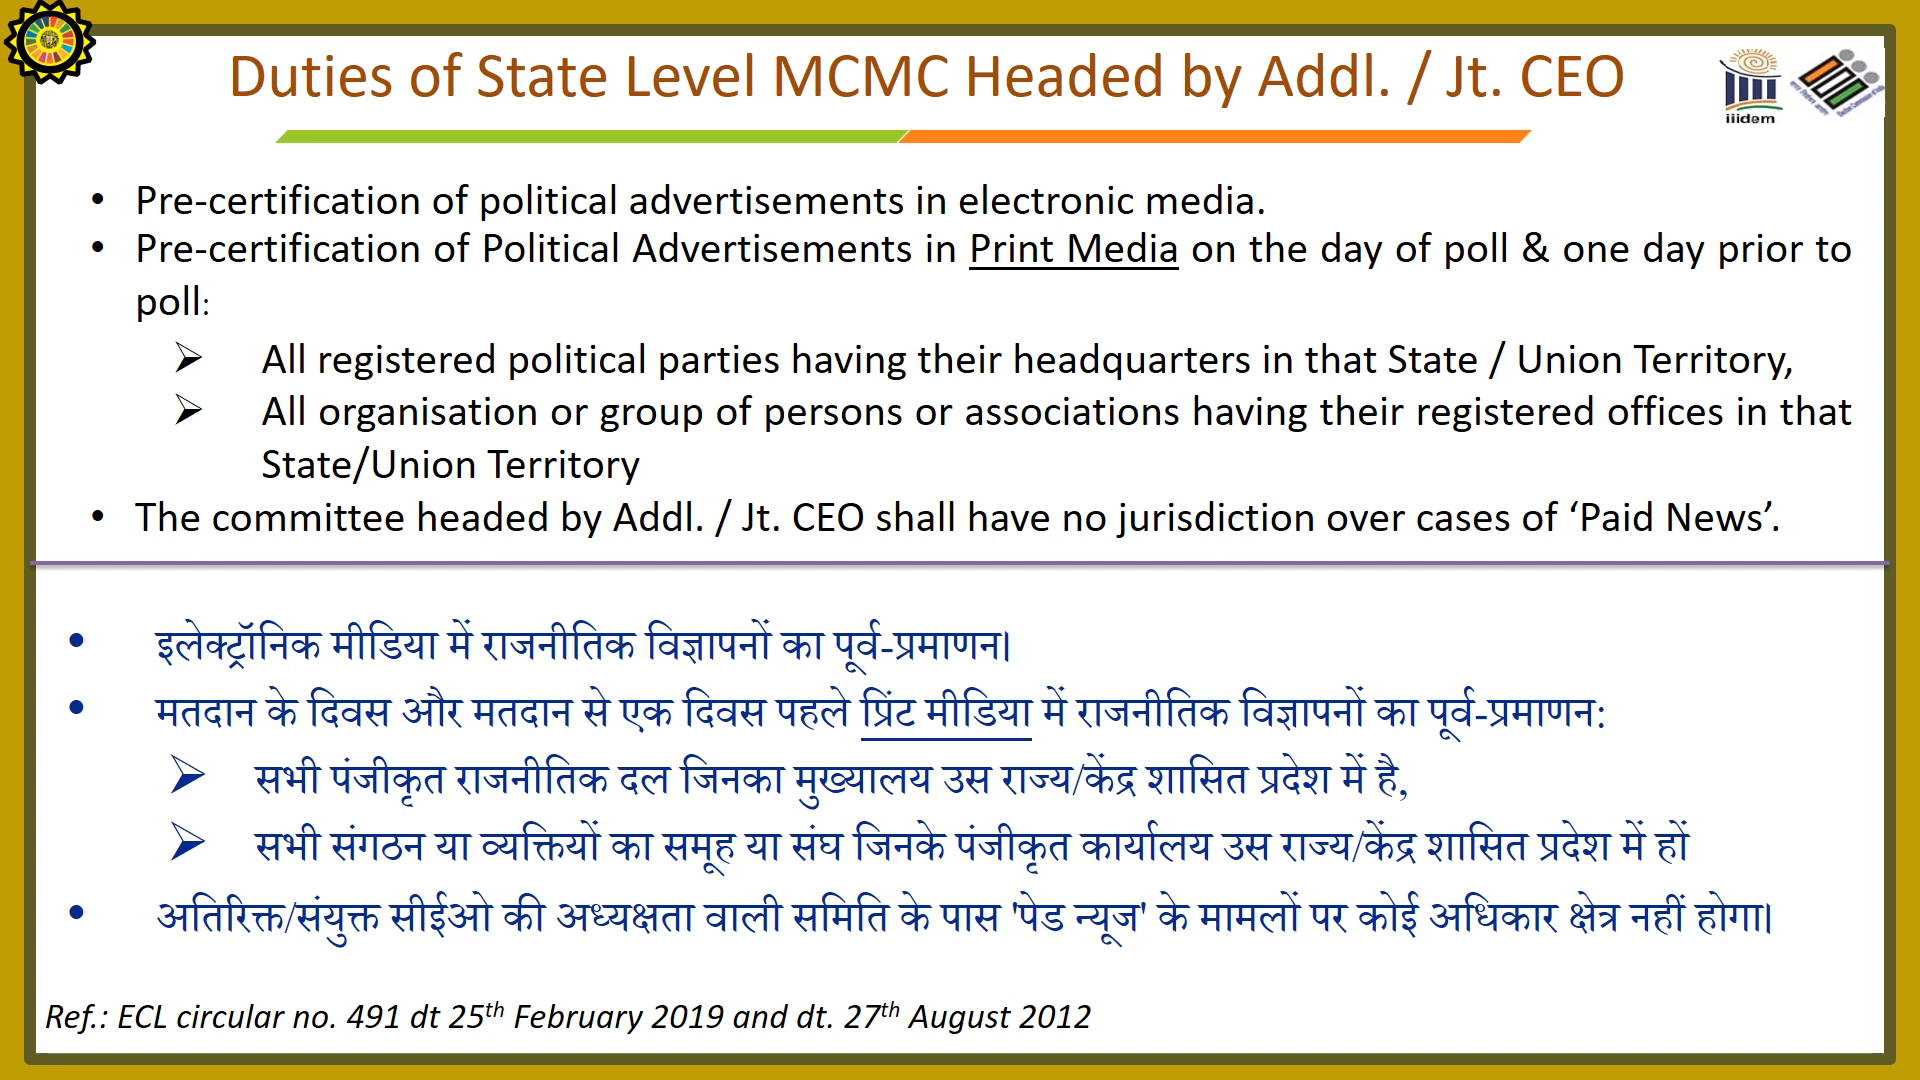 Duties of State Level MCMC Headed by Addl. / Jt. CEO
iiidem
• Pre-certification of political advertisements in electronic media.
• Pre-certification of Political Advertisements in Print Media on the day of poll & one day prior to
poll:
➢ All registered political parties having their headquarters in that State / Union Territory,
➢ All organisation or group of persons or associations having their registered offices in that
State/Union Territory
• The committee headed by Addl. / Jt. CEO shall have no jurisdiction over cases of ‘Paid News’.
• इलेक्ट्रॉनिक मीडिया में राजनीतिक विज्ञापनों का पूर्व-प्रमाणन।
• मतदान के दिवस और मतदान से एक दिवस पहले प्रिंट मीडिया में राजनीतिक विज्ञापनों का पूर्व-प्रमाणन:
➢ सभी पंजीकृत राजनीतिक दल जिनका मुख्यालय उस राज्य/केंद्र शासित प्रदेश में है,
➢ सभी संगठन या व्यक्तियों का समूह या संघ जिनके पंजीकृत कार्यालय उस राज्य/केंद्र शासित प्रदेश में हों
• अतिरिक्त/संयुक्त सीईओ की अध्यक्षता वाली समिति के पास 'पेड न्यूज' के मामलों पर कोई अधिकार क्षेत्र नहीं होगा।
Ref.: ECL circular no. 491 dt 25th February 2019 and dt. 27th August 2012